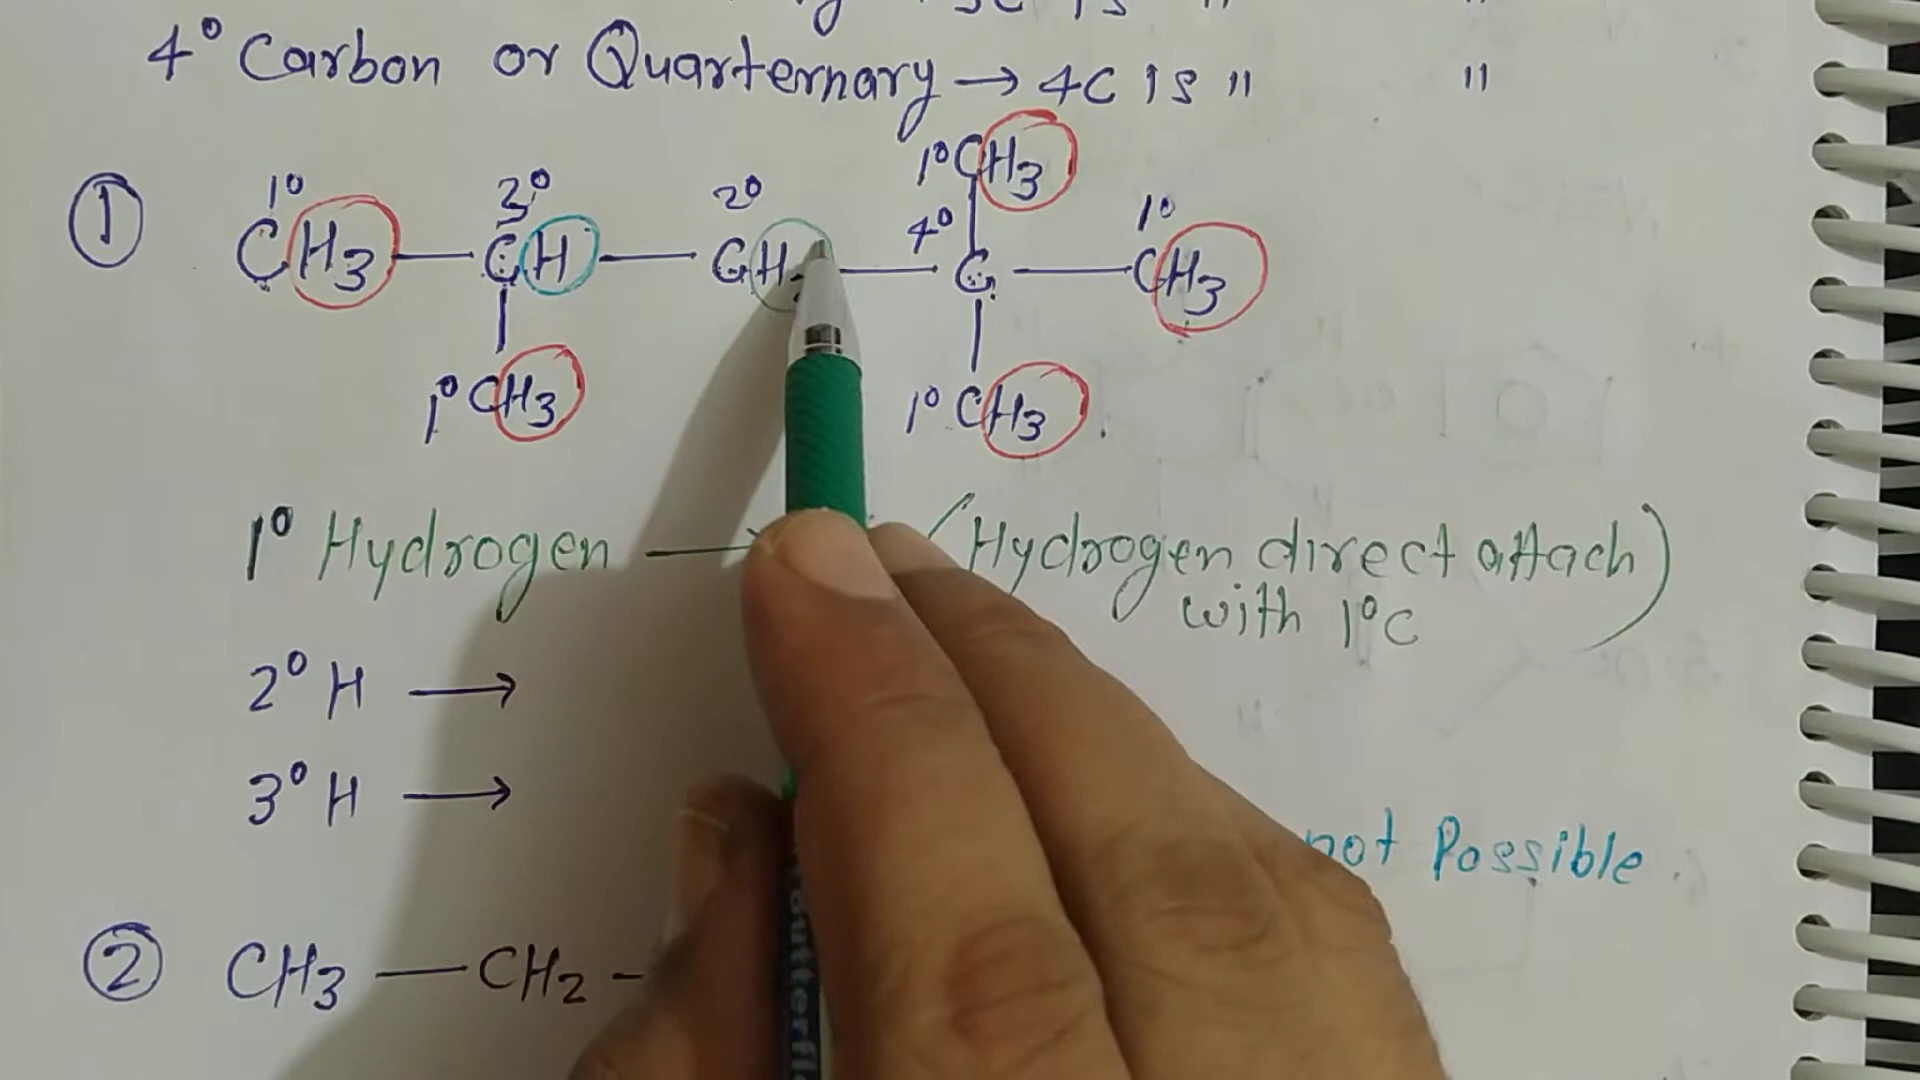 4° Carbon or Quarternary → 4C is " "
①
1° CH3 — 3° CH — 2° CH — 4° C — 1° CH3
1° CH3
1° CH3
1° CH3
1° Hydrogen → (Hydrogen direct attach)
with 1°C
2° H →
3° H →
not Possible.
② CH3 — CH2 -